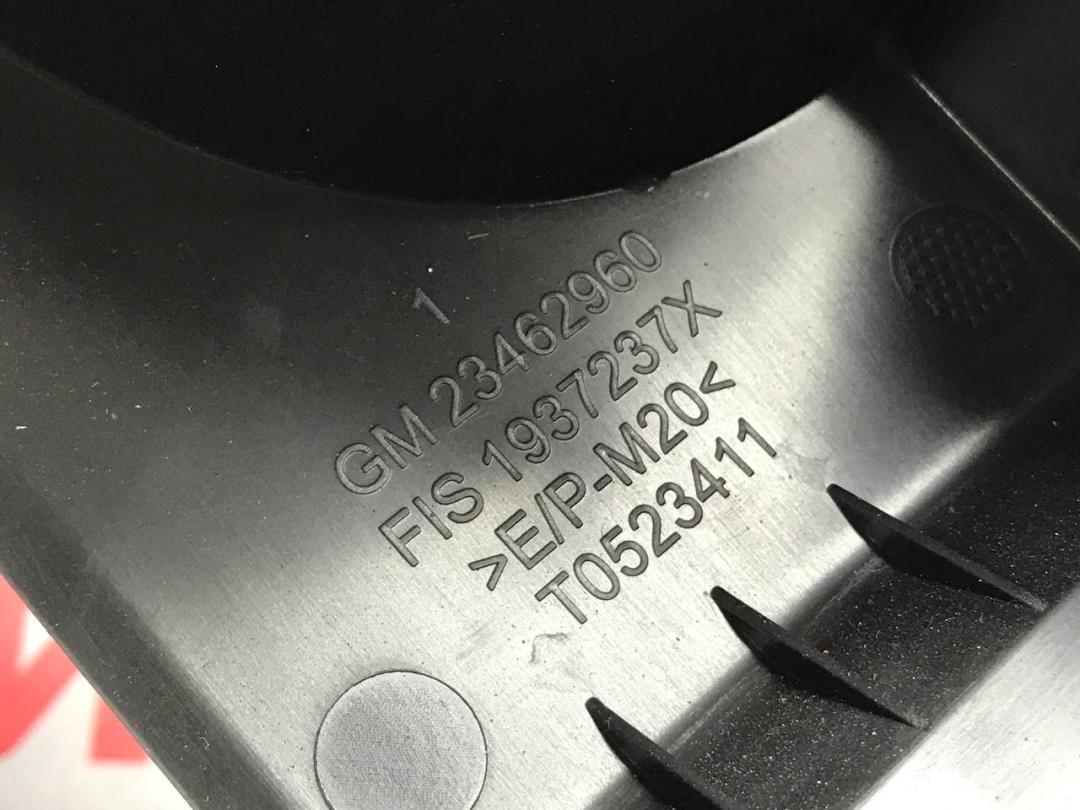 1
GM 23462960
FIS 1937237X
>E/P-M20<
T0523411